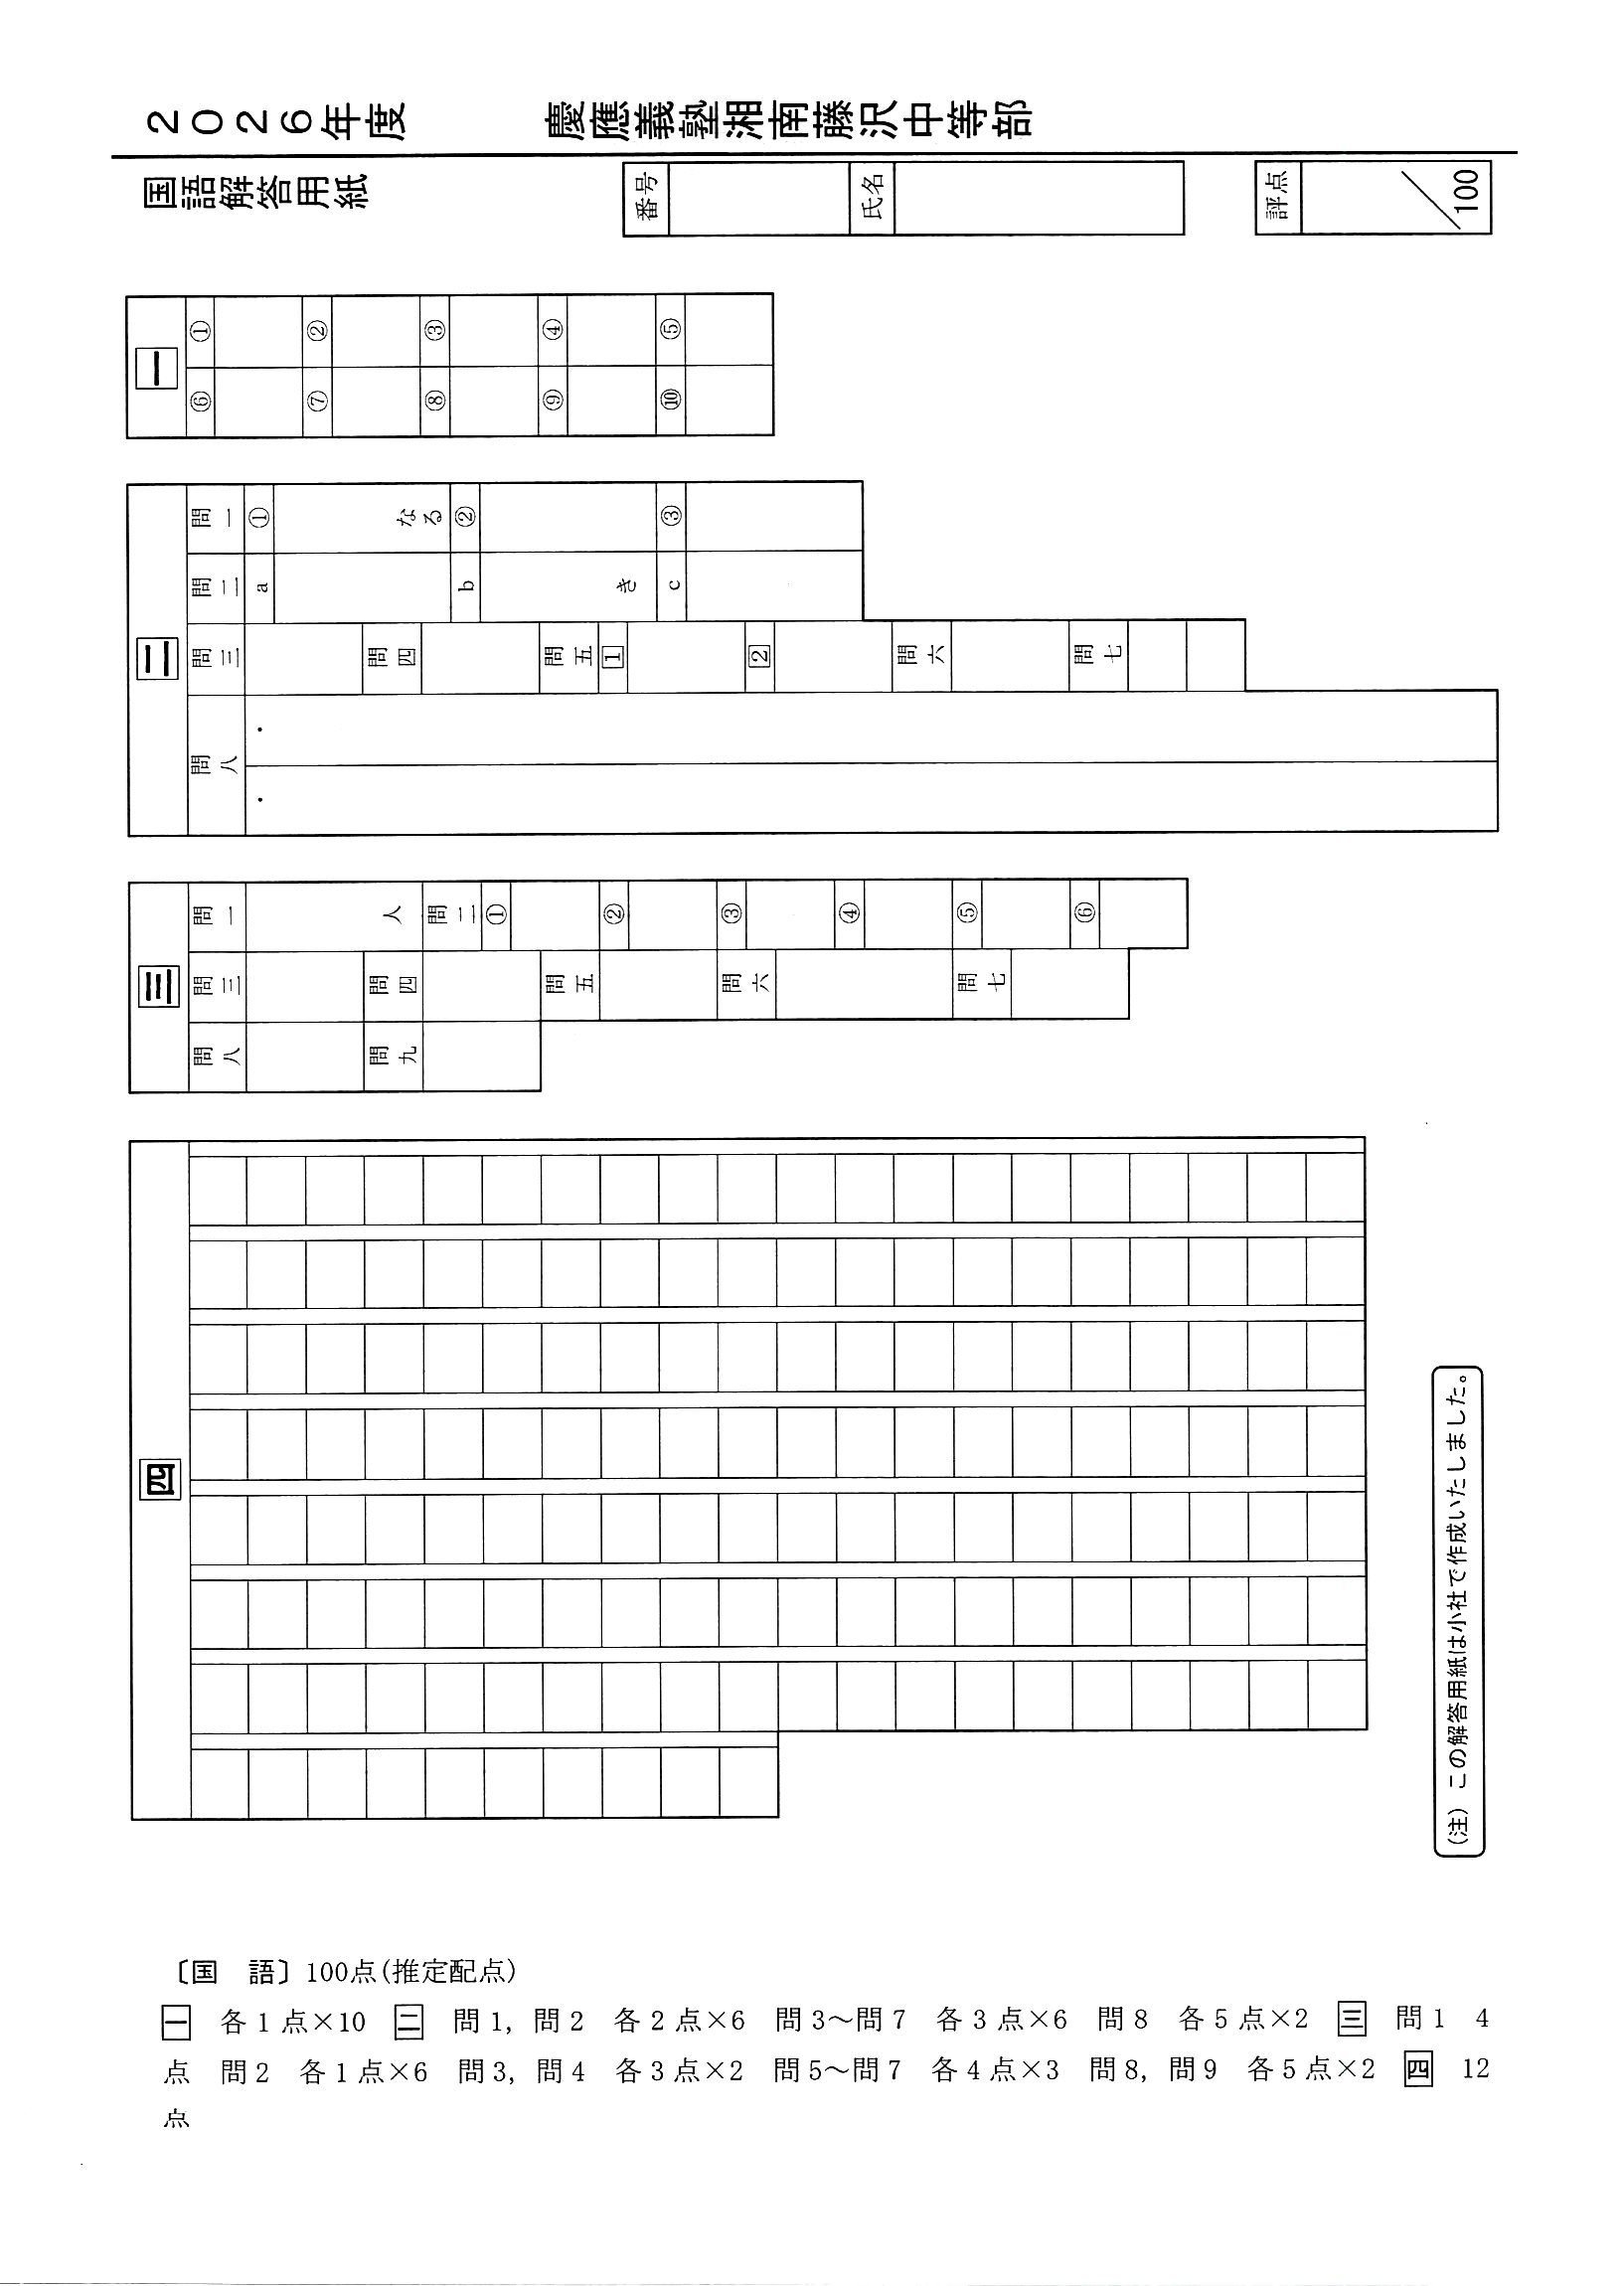 2026年度 慶應義塾湘南藤沢中等部
国語解答用紙
番号
氏名
評点
/100
一
① ② ③ ④ ⑤
⑥ ⑦ ⑧ ⑨ ⑩
二
問一 ① なる ② ③
問二 a b き c
問三 問四 問五 1 2 問六 問七
問八 ・
・
三
問一 人 問二 ① ② ③ ④ ⑤ ⑥
問三 問四 問五 問六 問七
問八 問九
四
(注) この解答用紙は小社で作成いたしました。
〔国 語〕100点(推定配点)
一 各1点×10 二 問1, 問2 各2点×6 問3~問7 各3点×6 問8 各5点×2 三 問1 4
点 問2 各1点×6 問3, 問4 各3点×2 問5~問7 各4点×3 問8, 問9 各5点×2 四 12
点